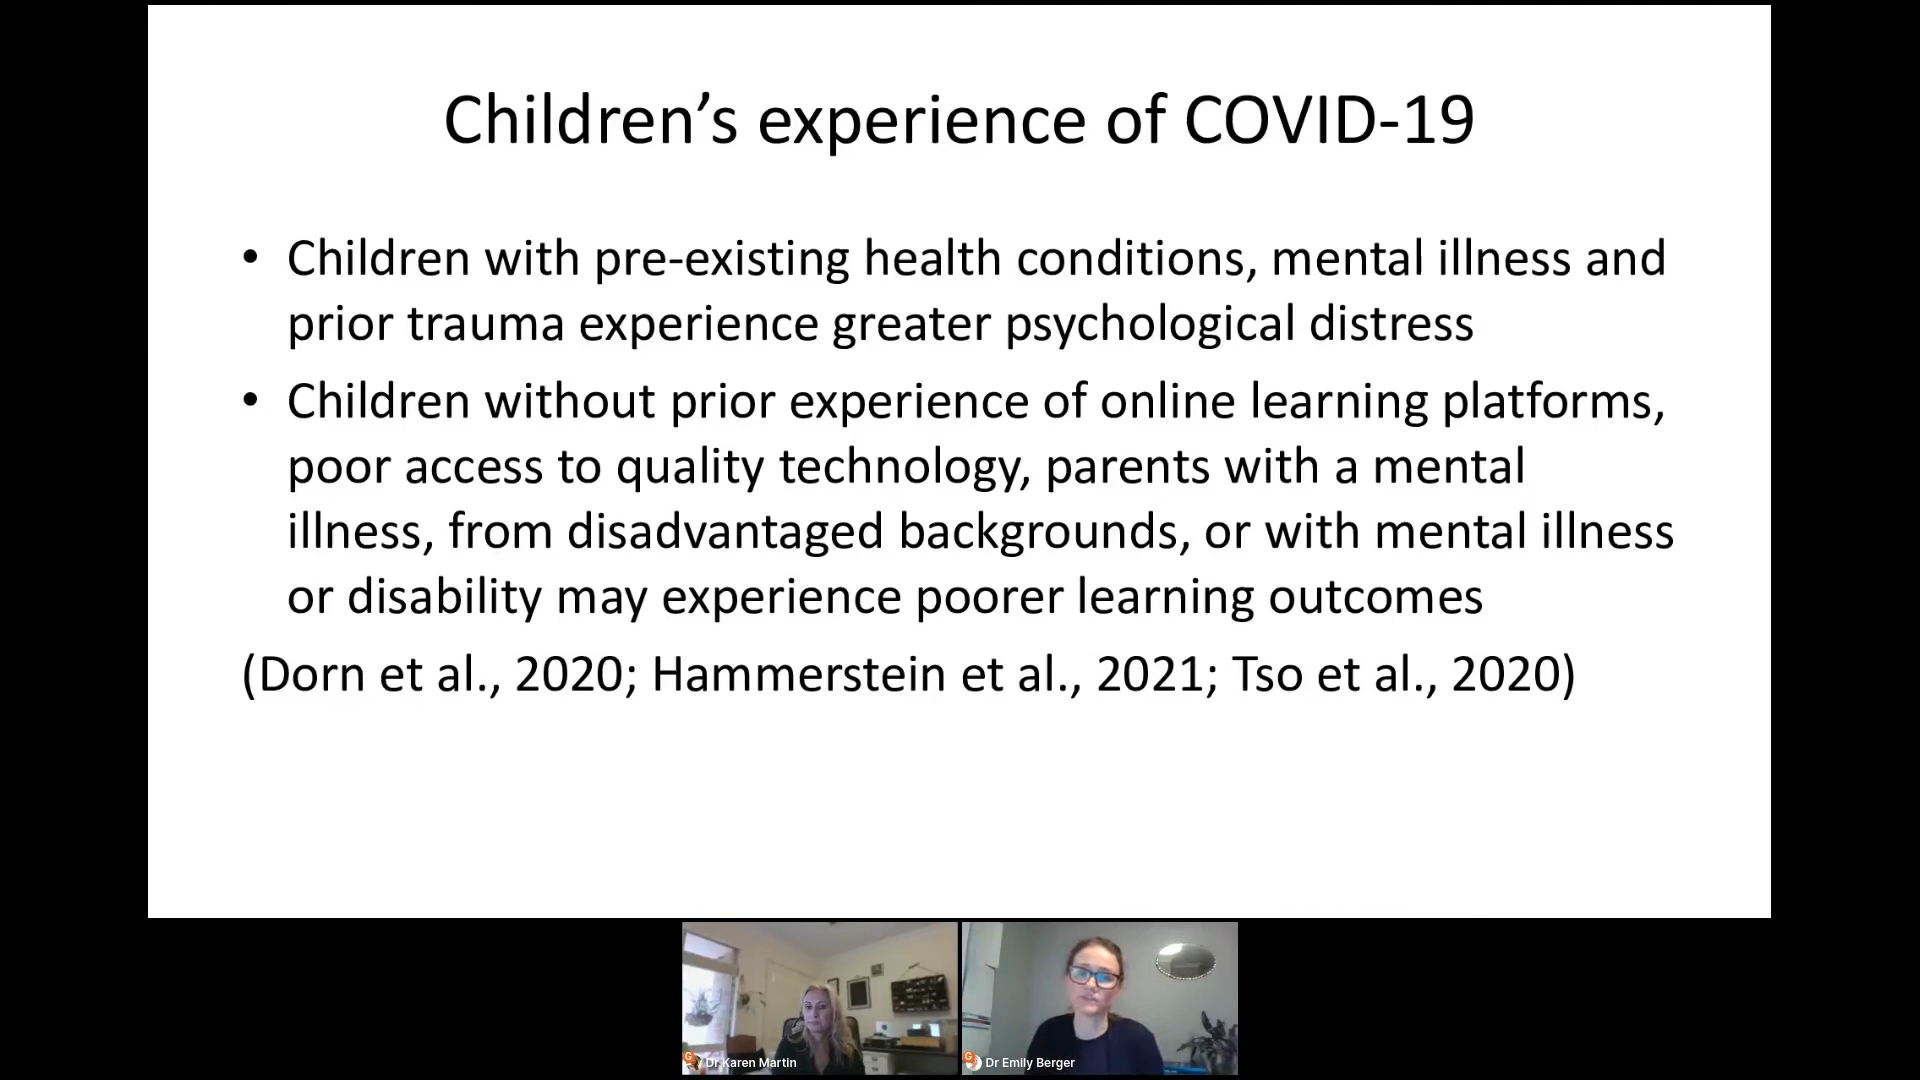 Children’s experience of COVID-19
• Children with pre-existing health conditions, mental illness and
prior trauma experience greater psychological distress
• Children without prior experience of online learning platforms,
poor access to quality technology, parents with a mental
illness, from disadvantaged backgrounds, or with mental illness
or disability may experience poorer learning outcomes
(Dorn et al., 2020; Hammerstein et al., 2021; Tso et al., 2020)
G Dr Karen Martin
G Dr Emily Berger